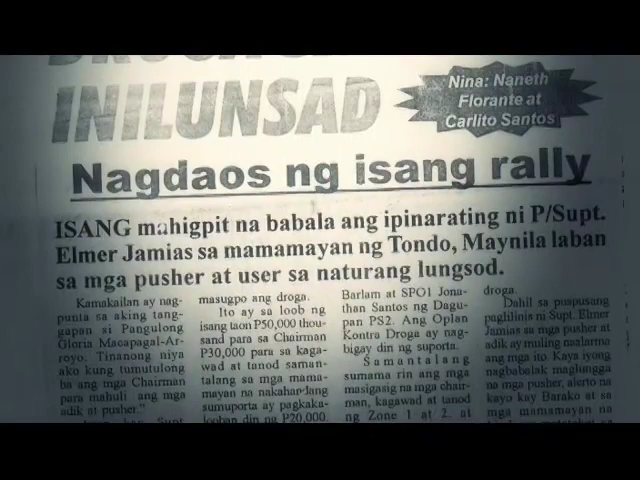 INILUNSAD
Nina: Naneth
Florante at
Carlito Santos
Nagdaos ng isang rally
ISANG mahigpit na babala ang ipinarating ni P/Supt.
Elmer Jamias sa mamamayan ng Tondo, Maynila laban
sa mga pusher at user sa naturang lungsod.
Kamakailan ay nag-
punta sa aking tang-
gapan si Pangulong
Gloria Macapagal-Ar-
royo. Tinanong niya
ako kung tumutulong
ba ang mga Chairman
para mahuli ang mga
adik at pusher."
masugpo ang droga.
Ito ay sa loob ng
isang taon P50,000 thou-
sand para sa Chairman
P30,000 para sa kaga-
wad at tanod saman-
talang sa mga mama-
mayan na nakahandang
sumuporta ay pagkaka-
looban din ng P20,000
Barlam at SPO1 Jona-
than Santos ng Dagu-
pan PS2. Ang Oplan
Kontra Droga ay nag-
bigay din ng suporta.
Samantalang
sumama rin ang mga
masigasig na mga chair-
man, kagawad at tanod
ng Zone 1 at 2, at
droga.
Dahil sa puspusang
paglilinis ni Supt. Elmer
Jamias sa mga pusher at
adik ay muling naalarma
ang mga ito. Kaya iyong
nagbabalak maglungga
na mga pusher, alerto na
kayo kay Barako at sa
mga mamamayan na